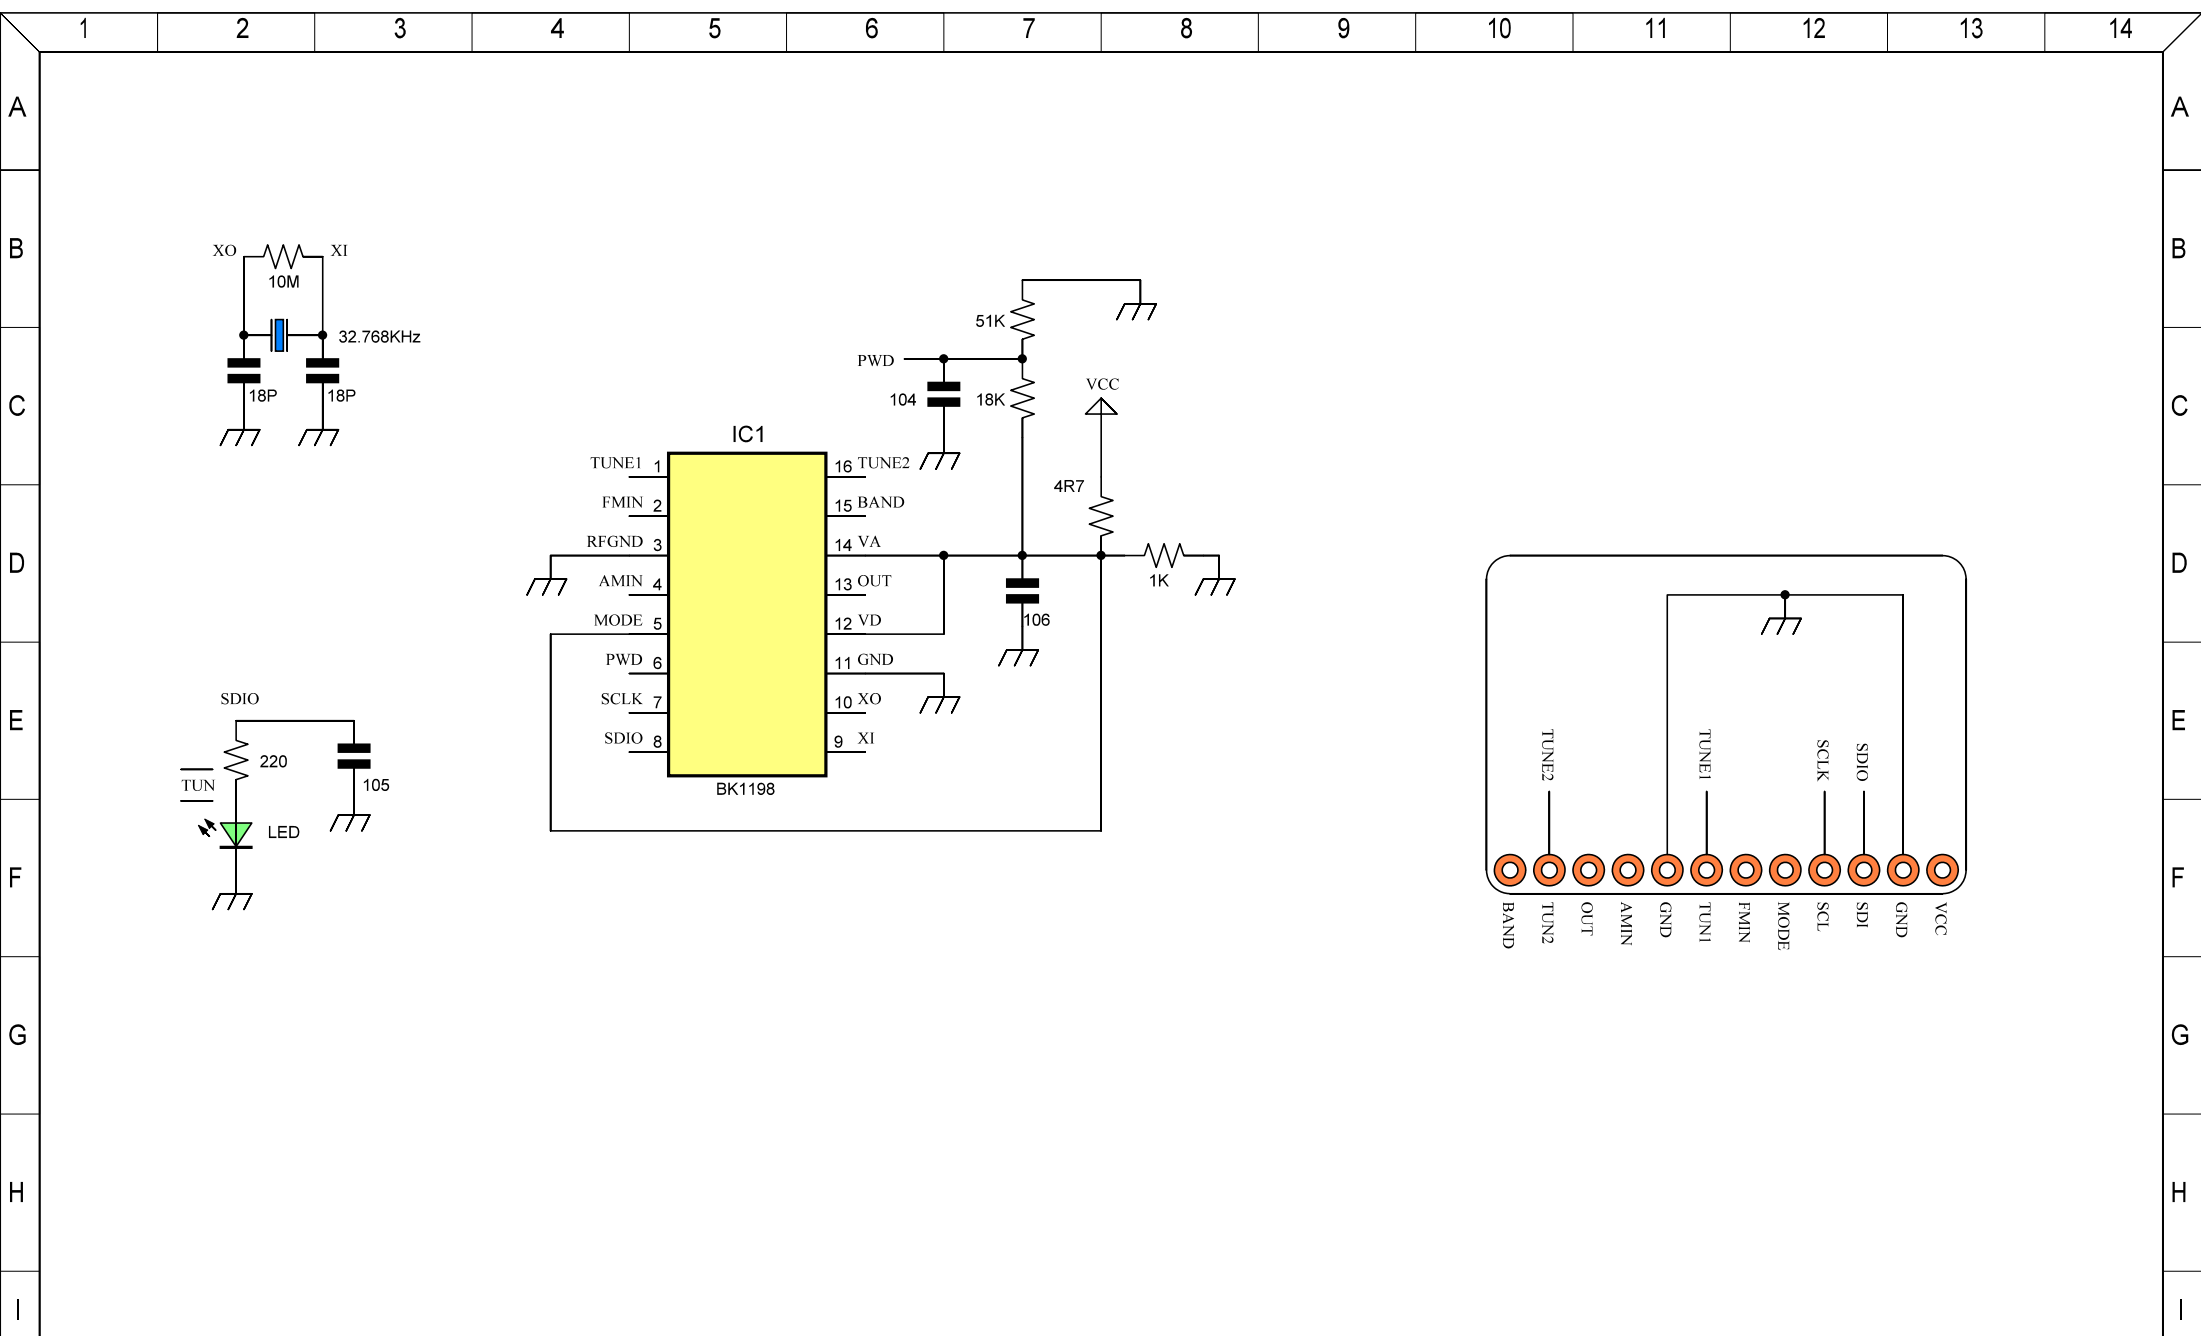 1 2 3 4 5 6 7 8 9 10 11 12 13 14
A A
B B
XO XI
10M
32.768KHz
18P 18P
C C
51K
PWD
104 18K
VCC
4R7
IC1
TUNE1 1 16 TUNE2
FMIN 2 15 BAND
RFGND 3 14 VA
AMIN 4 13 OUT
MODE 5 12 VD
PWD 6 11 GND
SCLK 7 10 XO
SDIO 8 9 XI
BK1198
1K
106
D D
E E
SDIO
220
TUN
105
LED
TUNE2 TUNE1 SCLK SDIO
F F
BAND TUN2 OUT AMIN GND TUN1 FMIN MODE SCL SDI GND VCC
G G
H H
I I